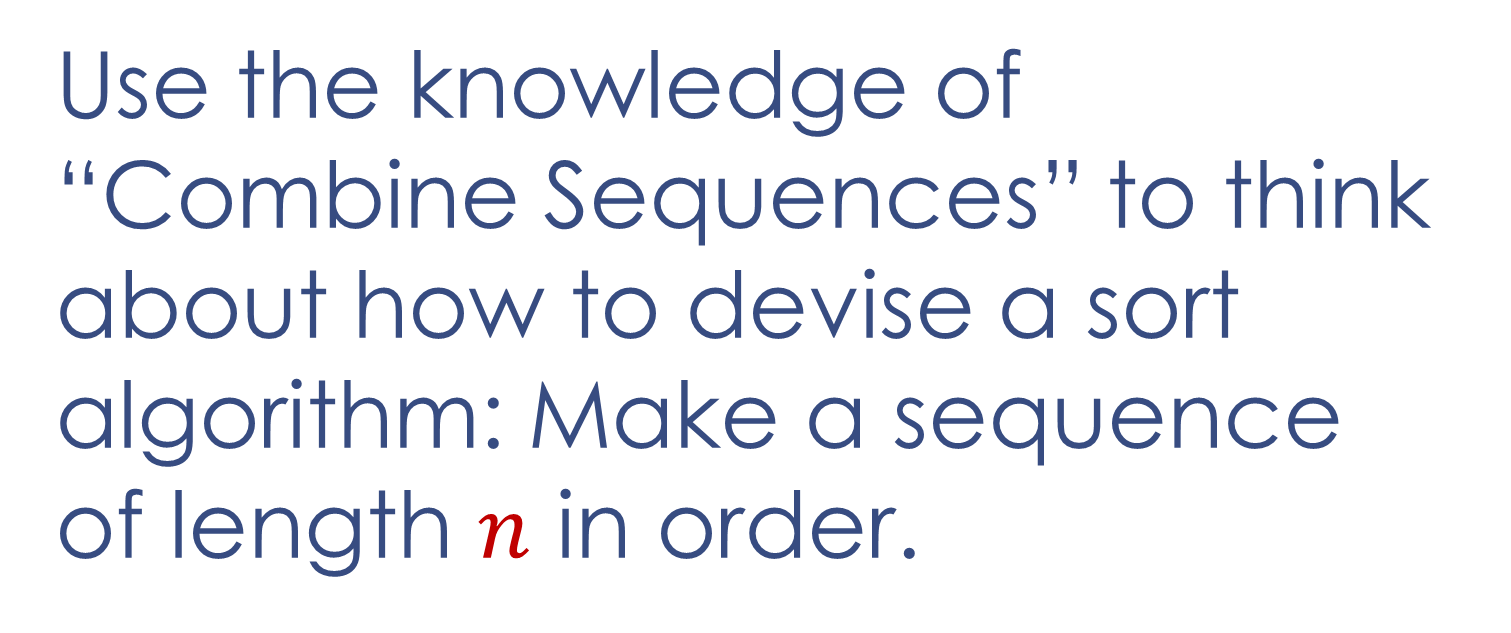 Use the knowledge of
“Combine Sequences” to think
about how to devise a sort
algorithm: Make a sequence
of length n in order.